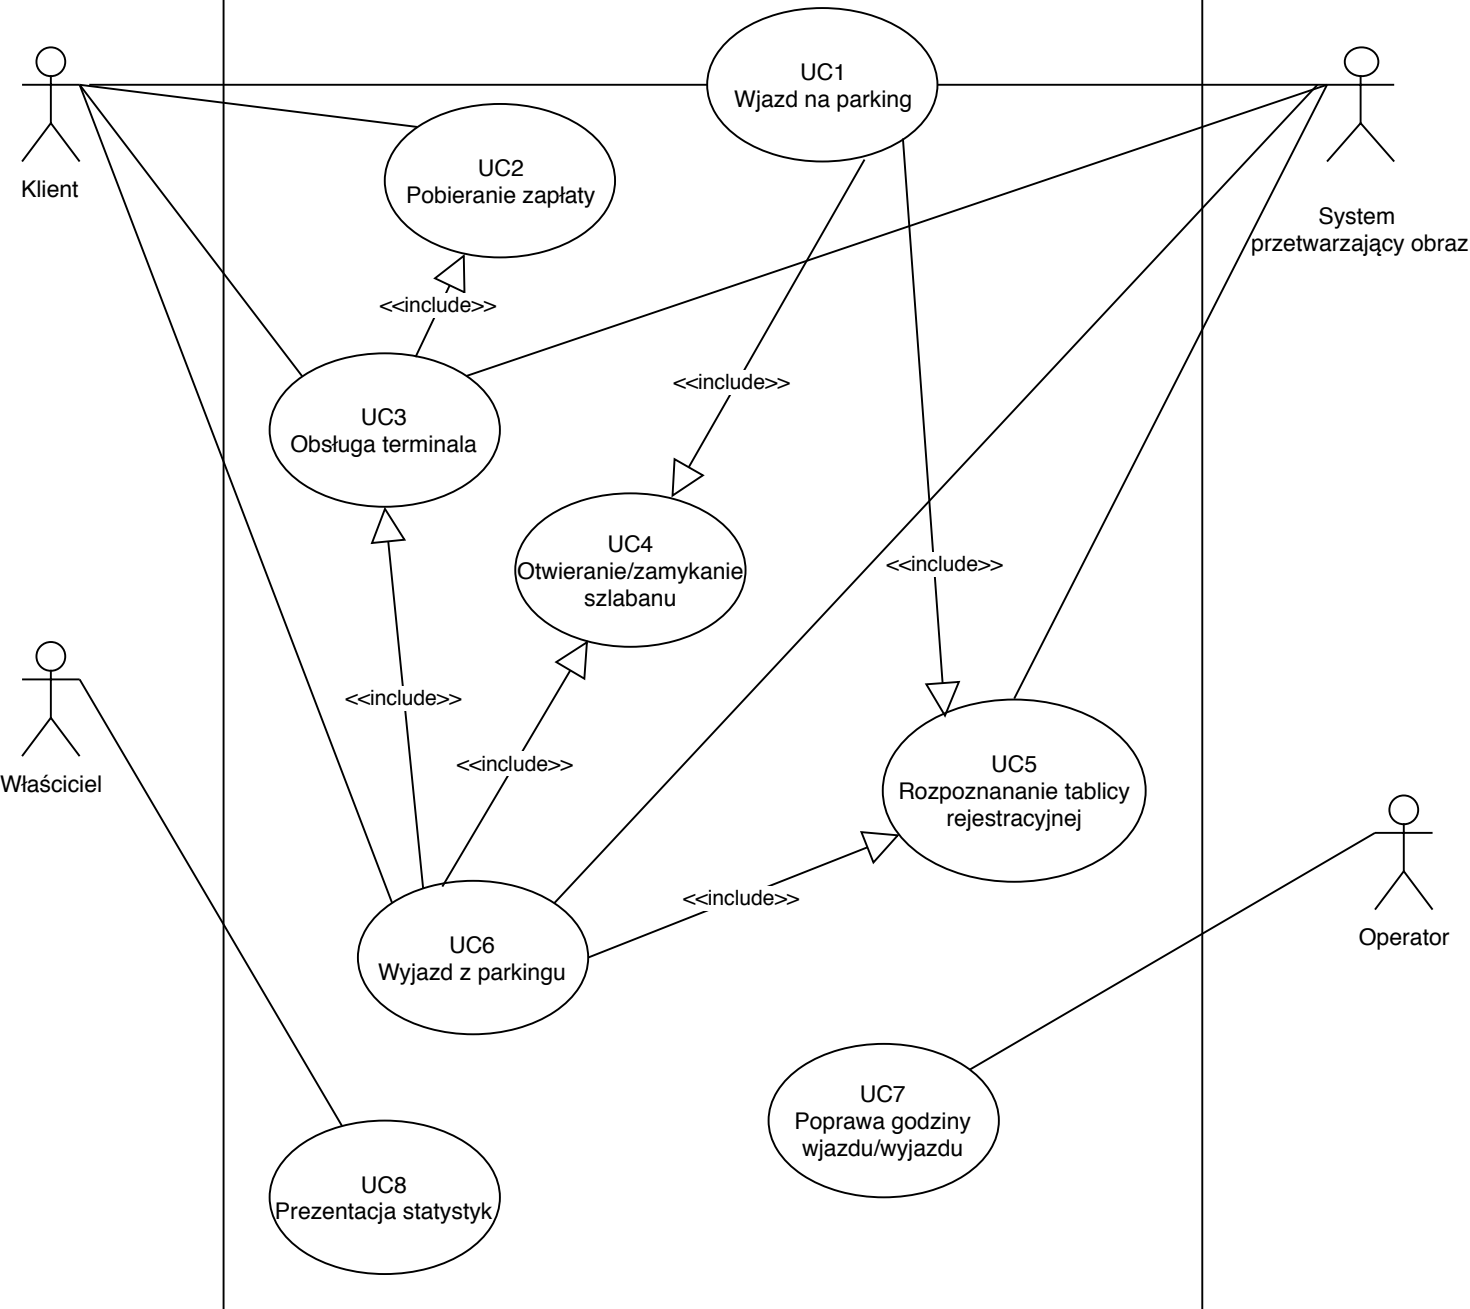 UC1
Wjazd na parking
Klient
UC2
Pobieranie zapłaty
System
przetwarzający obraz
<<include>>
<<include>>
UC3
Obsługa terminala
UC4
Otwieranie/zamykanie
szlabanu
<<include>>
<<include>>
<<include>>
Właściciel
UC5
Rozpoznananie tablicy
rejestracyjnej
<<include>>
Operator
UC6
Wyjazd z parkingu
UC7
Poprawa godziny
wjazdu/wyjazdu
UC8
Prezentacja statystyk